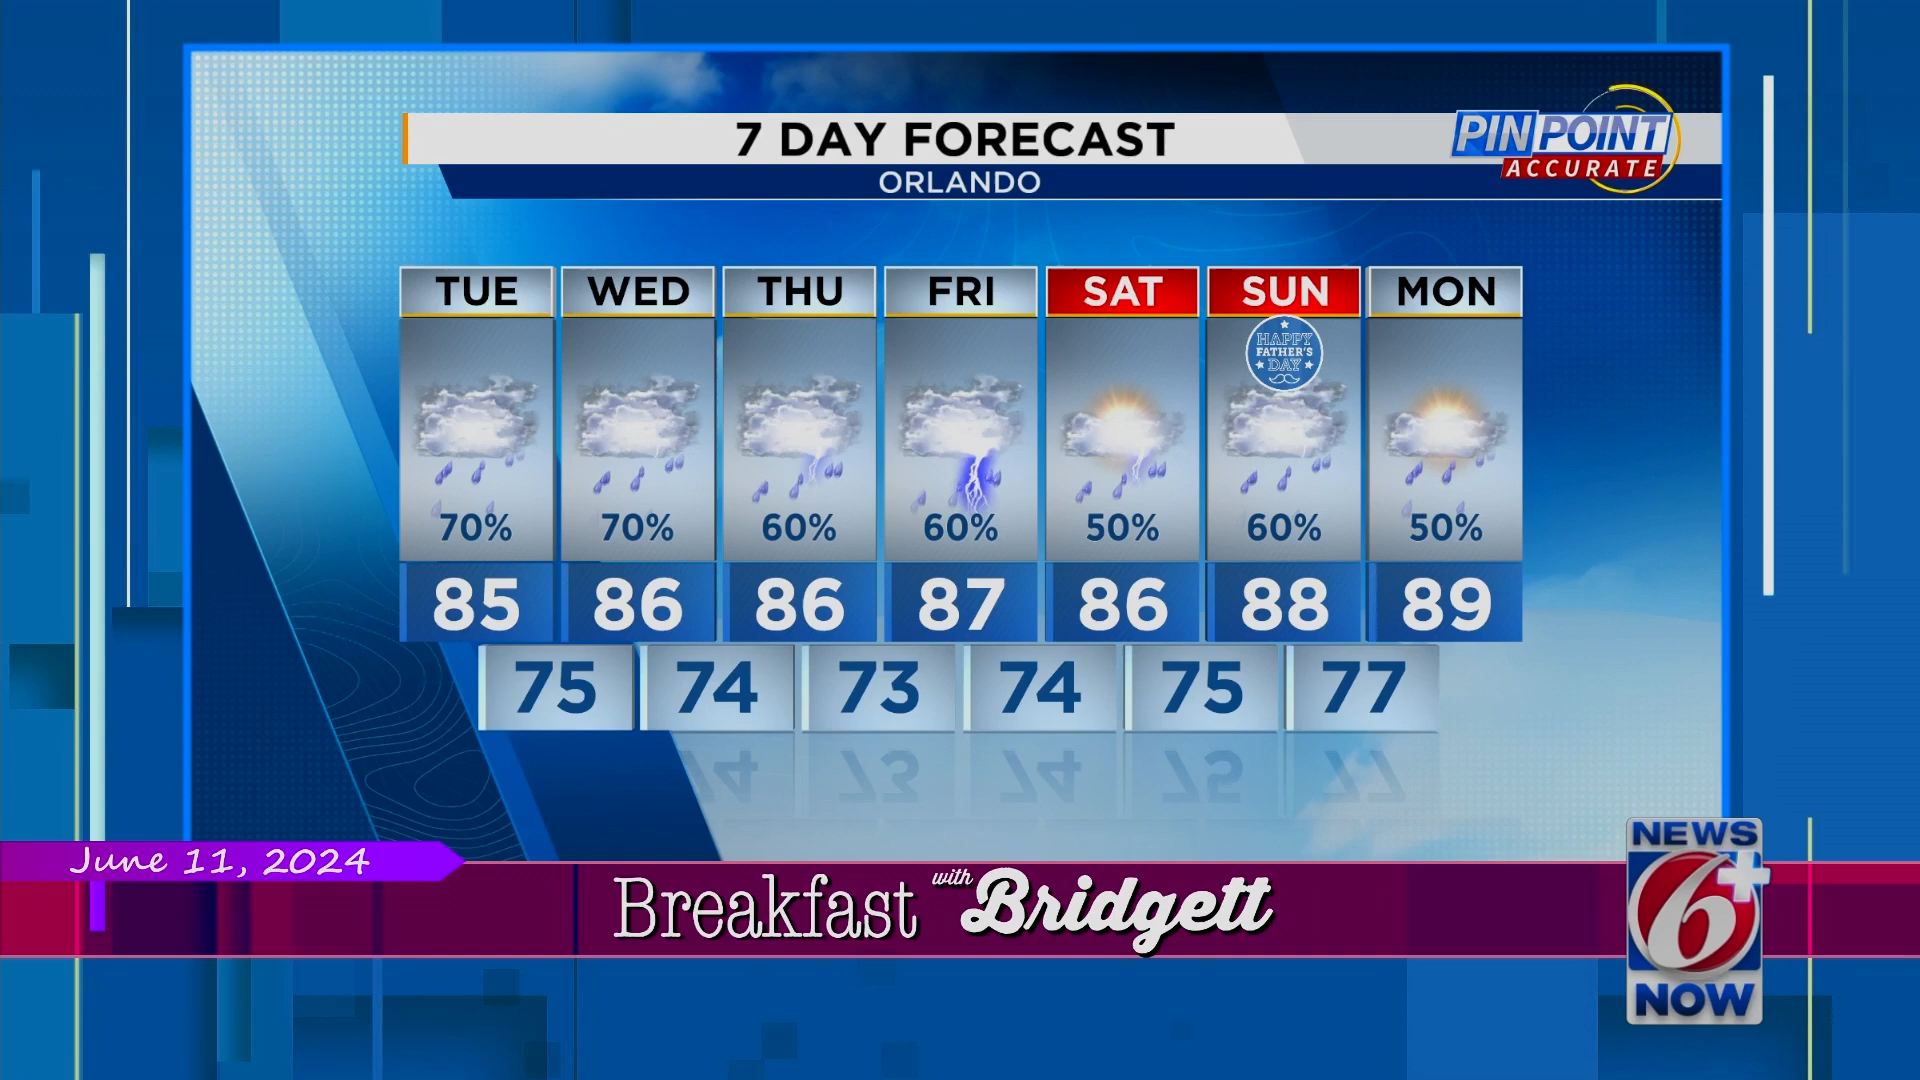 7 DAY FORECAST
ORLANDO
PINPOINT
ACCURATE
TUE WED THU FRI SAT SUN MON
HAPPY
FATHER'S
DAY
70% 70% 60% 60% 50% 60% 50%
85 86 86 87 86 88 89
75 74 73 74 75 77
June 11, 2024
Breakfast with Bridgett
NEWS
6+
NOW